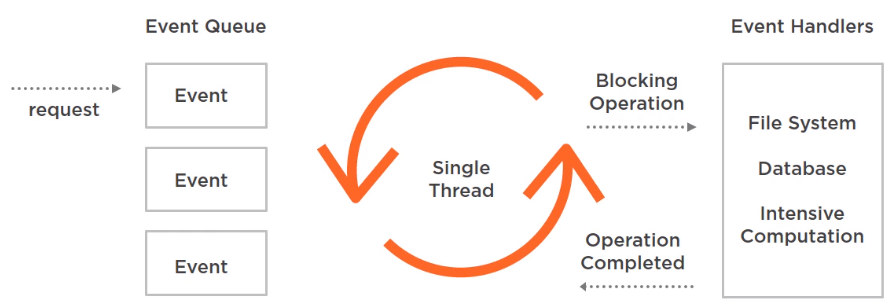 Event Queue
Event Handlers
request
Event
Event
Event
Single
Thread
Blocking
Operation
Operation
Completed
File System
Database
Intensive
Computation